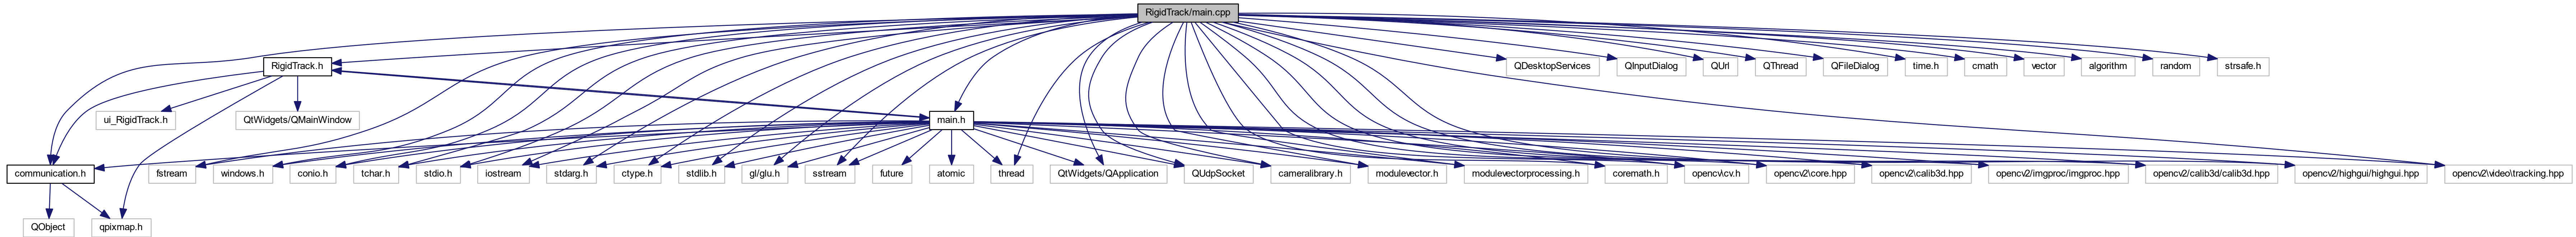 RigidTrack/main.cpp
RigidTrack.h
QDesktopServices
QInputDialog
QUrl
QThread
QFileDialog
time.h
cmath
vector
algorithm
random
strsafe.h
ui_RigidTrack.h
QtWidgets/QMainWindow
main.h
communication.h
fstream
windows.h
conio.h
tchar.h
stdio.h
iostream
stdarg.h
ctype.h
stdlib.h
gl/glu.h
sstream
future
atomic
thread
QtWidgets/QApplication
QUdpSocket
cameralibrary.h
modulevector.h
modulevectorprocessing.h
coremath.h
opencv\cv.h
opencv2\core.hpp
opencv2\calib3d.hpp
opencv2/imgproc/imgproc.hpp
opencv2/calib3d/calib3d.hpp
opencv2/highgui/highgui.hpp
opencv2\video\tracking.hpp
QObject
qpixmap.h